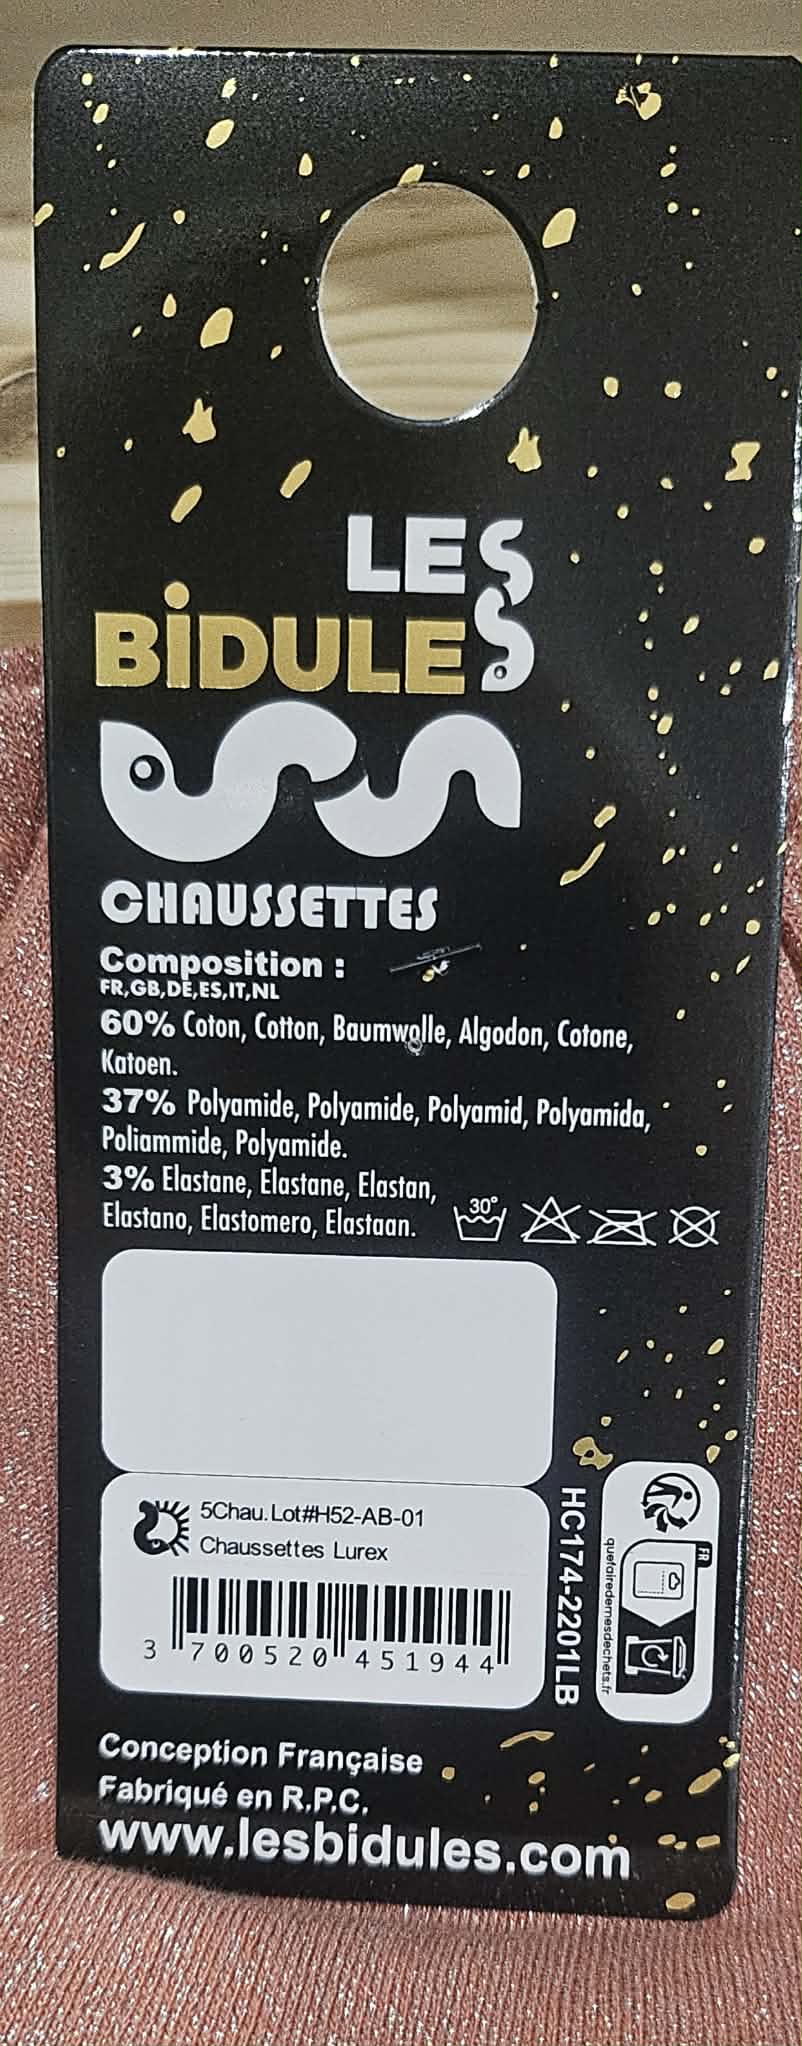 LES
BiDULES
CHAUSSETTES
Composition :
FR,GB,DE,ES,IT,NL
60% Coton, Cotton, Baumwolle, Algodon, Cotone,
Katoen.
37% Polyamide, Polyamide, Polyamid, Polyamida,
Poliammide, Polyamide.
3% Elastane, Elastane, Elastan,
Elastano, Elastomero, Elastaan.
30°
5Chau.Lot#H52-AB-01
Chaussettes Lurex
3 700520 451944
HC174-2201LB
FR
quefairedemesdechets.fr
Conception Française
Fabriqué en R.P.C.
www.lesbidules.com